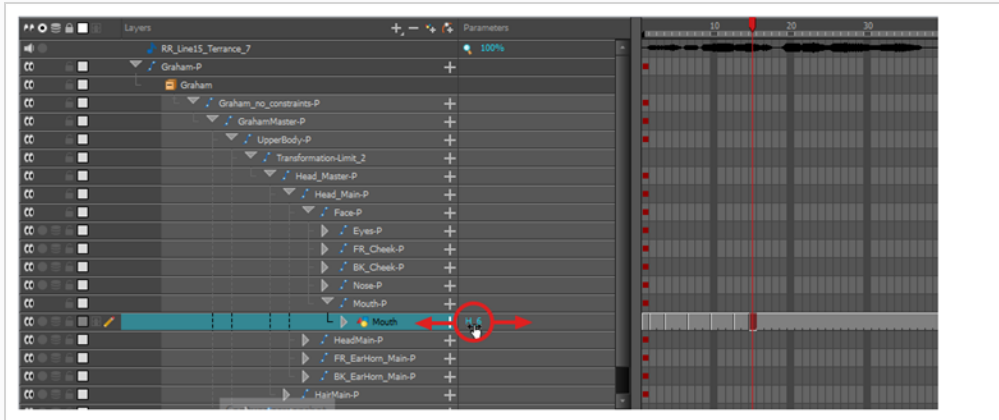 Layers
Parameters
10 20 30
RR_Line15_Terrance_7
100%
Graham-P
Graham
Graham_no_constraints-P
GrahamMaster-P
UpperBody-P
Transformation-Limit_2
Head_Master-P
Head_Main-P
Face-P
Eyes-P
FR_Cheek-P
BK_Cheek-P
Nose-P
Mouth-P
Mouth
H_6
HeadMain-P
FR_EarHorn_Main-P
BK_EarHorn_Main-P
HairMain-P